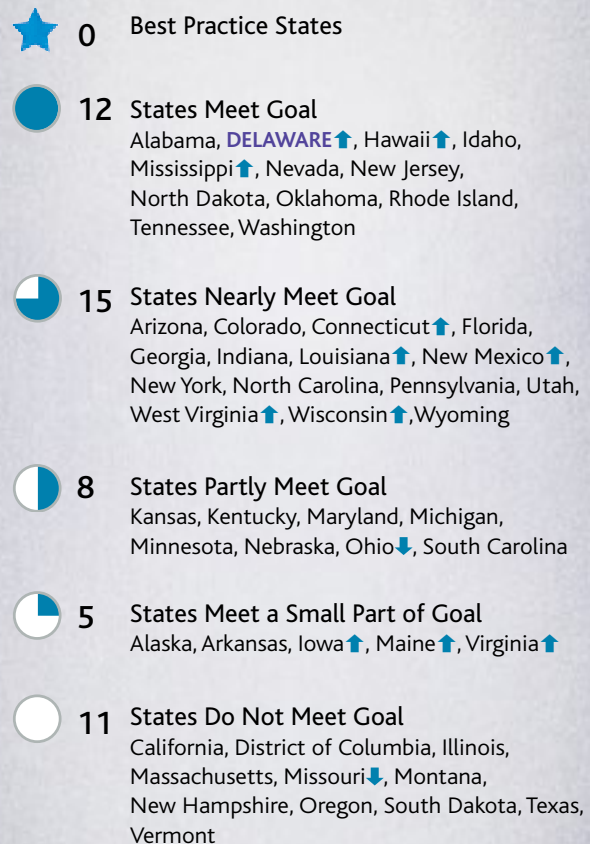 0 Best Practice States
12 States Meet Goal
Alabama, DELAWARE⬆, Hawaii⬆, Idaho,
Mississippi⬆, Nevada, New Jersey,
North Dakota, Oklahoma, Rhode Island,
Tennessee, Washington
15 States Nearly Meet Goal
Arizona, Colorado, Connecticut⬆, Florida,
Georgia, Indiana, Louisiana⬆, New Mexico⬆,
New York, North Carolina, Pennsylvania, Utah,
West Virginia⬆, Wisconsin⬆,Wyoming
8 States Partly Meet Goal
Kansas, Kentucky, Maryland, Michigan,
Minnesota, Nebraska, Ohio⬇, South Carolina
5 States Meet a Small Part of Goal
Alaska, Arkansas, Iowa⬆, Maine⬆, Virginia⬆
11 States Do Not Meet Goal
California, District of Columbia, Illinois,
Massachusetts, Missouri⬇, Montana,
New Hampshire, Oregon, South Dakota, Texas,
Vermont